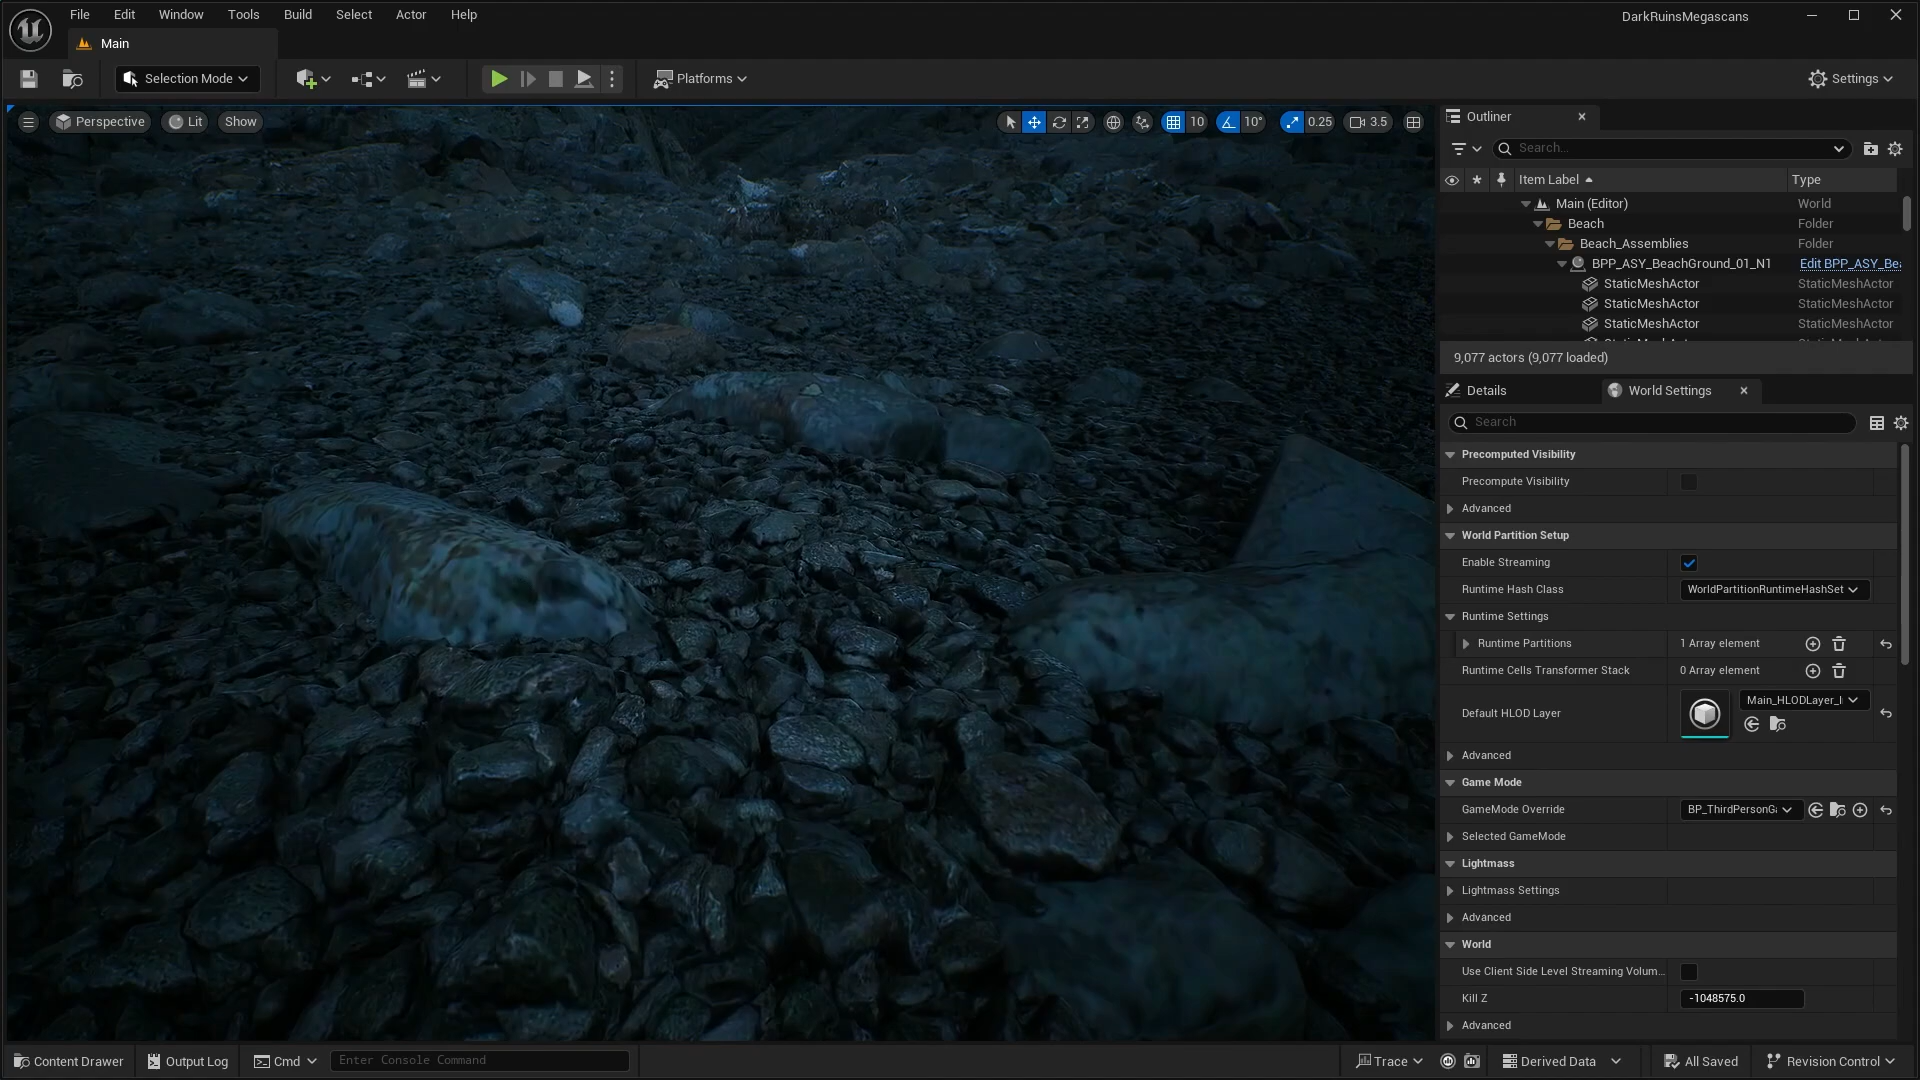 File Edit Window Tools Build Select Actor Help
DarkRuinsMegascans
Main
Selection Mode
Platforms
Settings
Perspective Lit Show
10 10° 0.25 3.5
Outliner
Search...
Item Label Type
Main (Editor) World
Beach Folder
Beach_Assemblies Folder
BPP_ASY_BeachGround_01_N1 Edit BPP_ASY_Bea
StaticMeshActor StaticMeshActor
StaticMeshActor StaticMeshActor
StaticMeshActor StaticMeshActor
9,077 actors (9,077 loaded)
Details World Settings
Search
Precomputed Visibility
Precompute Visibility
Advanced
World Partition Setup
Enable Streaming
Runtime Hash Class WorldPartitionRuntimeHashSet
Runtime Settings
Runtime Partitions 1 Array element
Runtime Cells Transformer Stack 0 Array element
Default HLOD Layer Main_HLODLayer_I
Advanced
Game Mode
GameMode Override BP_ThirdPersonGa
Selected GameMode
Lightmass
Lightmass Settings
Advanced
World
Use Client Side Level Streaming Volum...
Kill Z -1048575.0
Advanced
Content Drawer Output Log Cmd Enter Console Command Trace Derived Data All Saved Revision Control